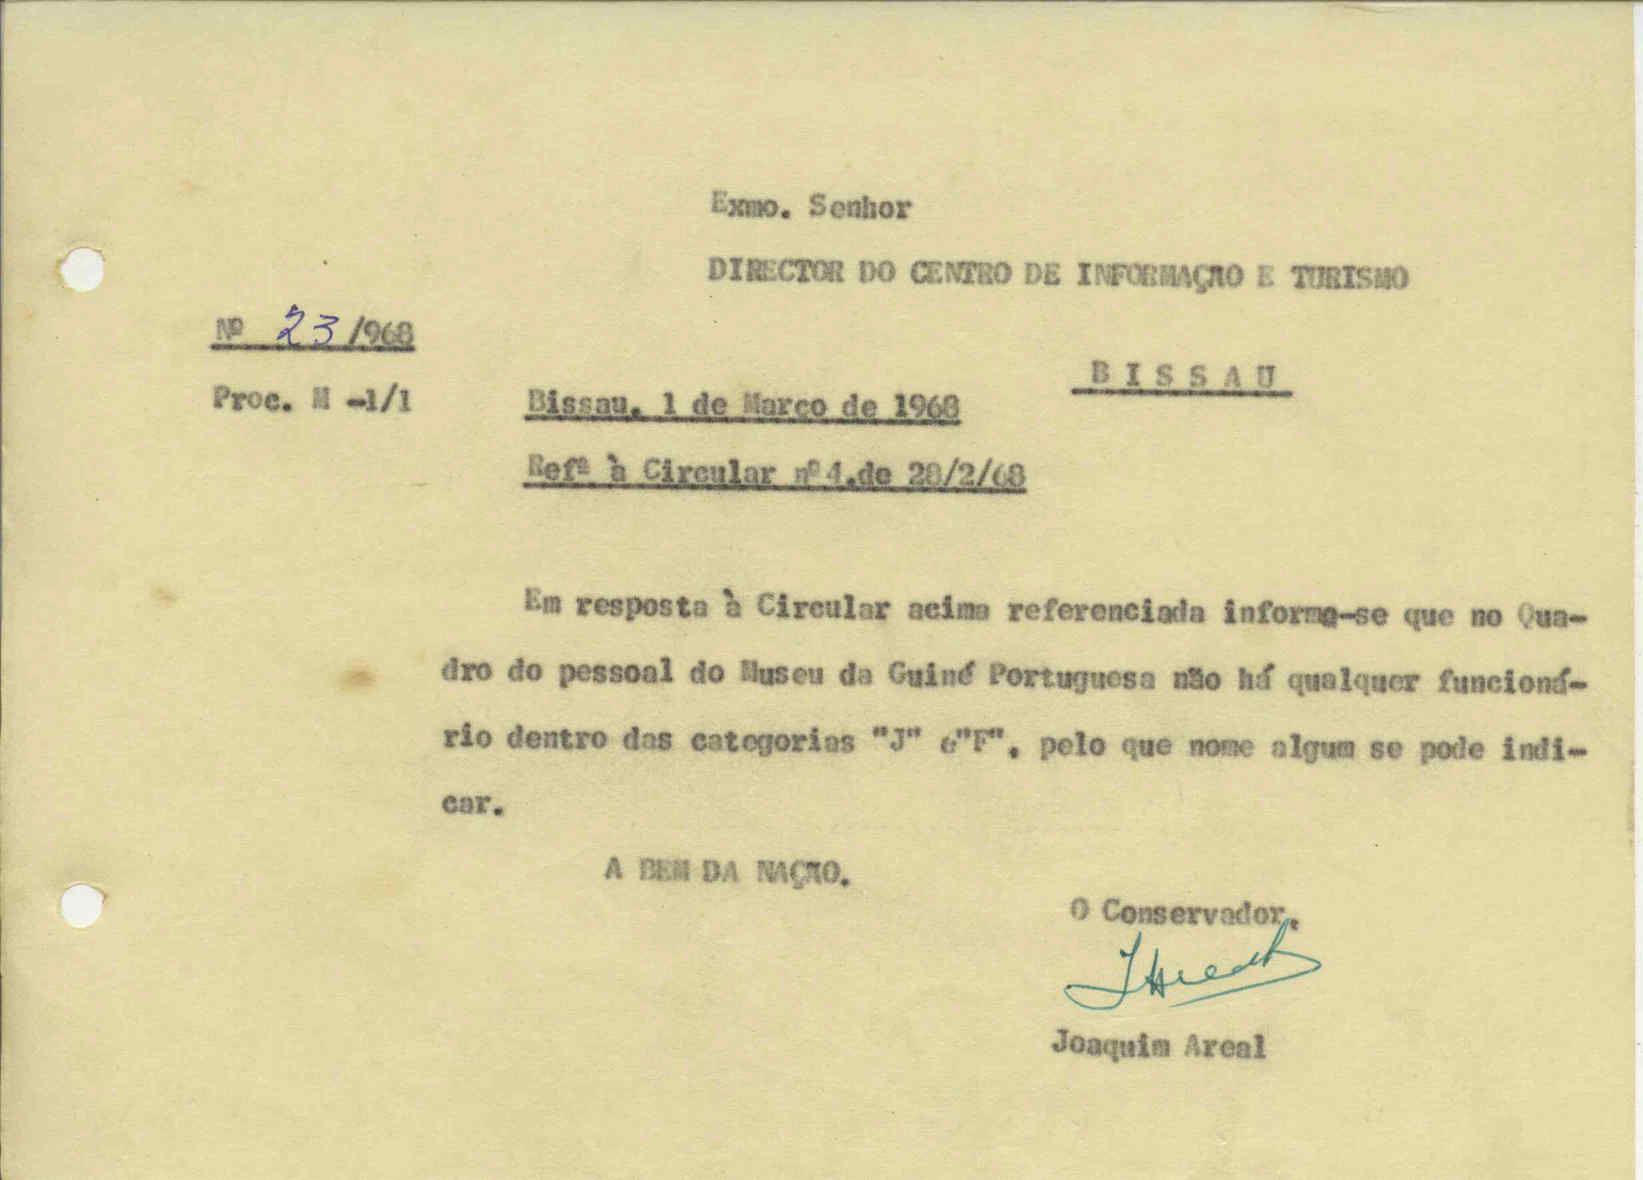 Exmo. Senhor
DIRECTOR DO CENTRO DE INFORMAÇÃO E TURISMO
Nº 23/968
BISSAU
Proc. M -1/1
Bissau, 1 de Março de 1968
Refª à Circular nº4,de 28/2/68
Em resposta à Circular acima referenciada informa-se que no Qua-
dro do pessoal do Museu da Guiné Portuguesa não há qualquer funcioná-
rio dentro das categorias "J" e"F", pelo que nome algum se pode indi-
car.
A BEM DA NAÇÃO.
O Conservador,
JAreal
Joaquim Areal